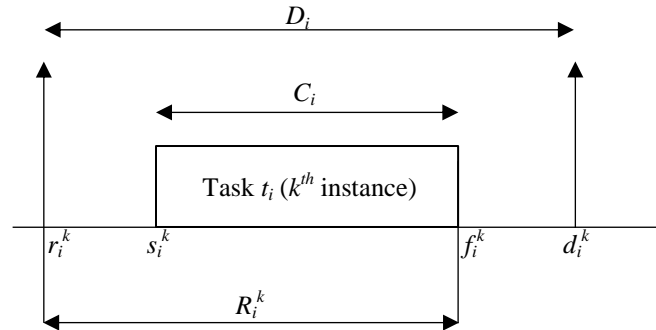 D_i
C_i
Task t_i (k^th instance)
r_i^k s_i^k f_i^k d_i^k
R_i^k